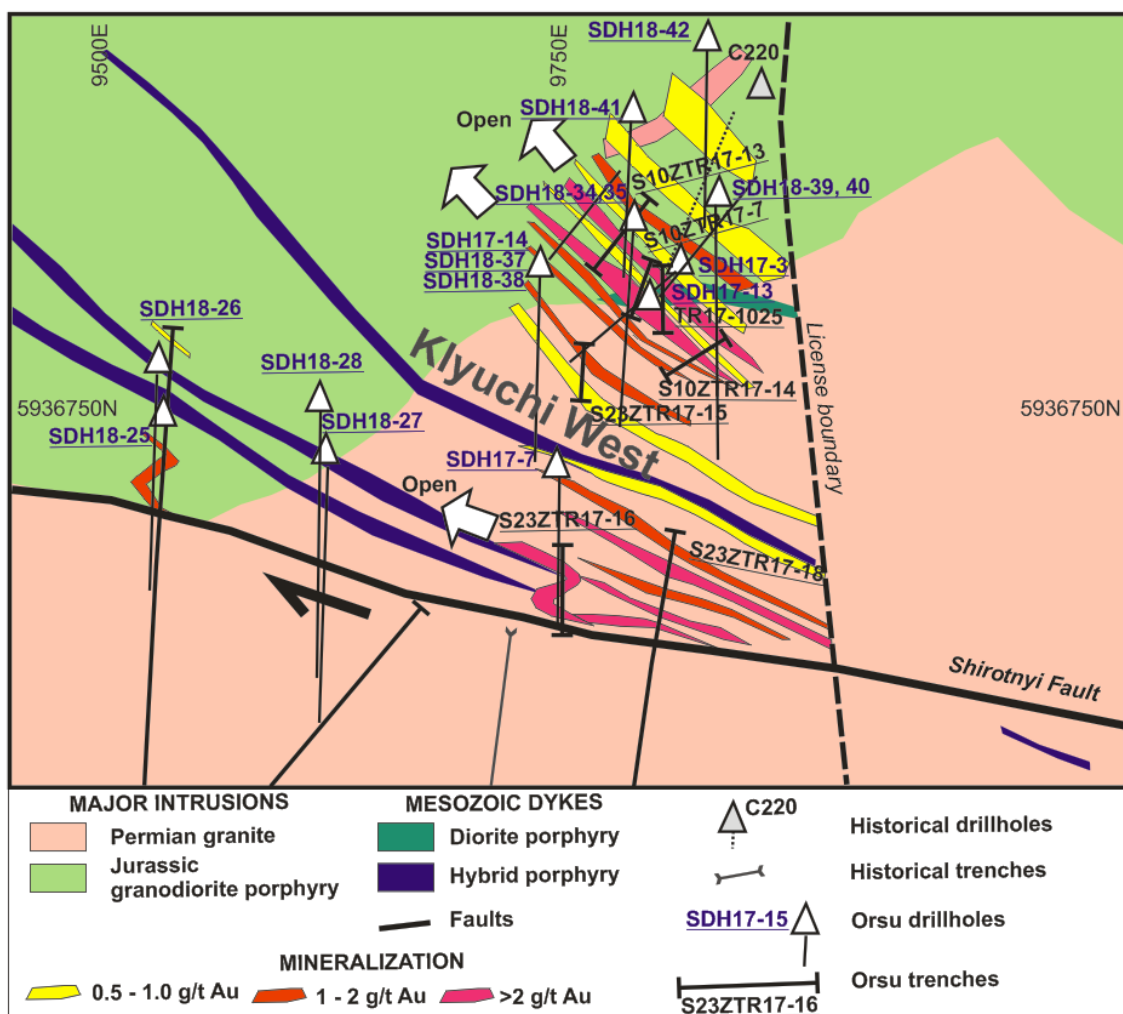 9500E
9750E
SDH18-42
C220
SDH18-41
Open
S10ZTR17-13
SDH18-34,35
SDH18-39, 40
S10ZTR17-7
SDH17-14
SDH18-37
SDH18-38
SDH17-3
SDH17-13
TR17-1025
SDH18-26
License boundary
SDH18-28
Klyuchi West
S10ZTR17-14
5936750N
S23ZTR17-15
5936750N
SDH18-25
SDH18-27
SDH17-7
Open
S23ZTR17-16
S23ZTR17-18
Shirotnyi Fault
MAJOR INTRUSIONS
Permian granite
Jurassic
granodiorite porphyry
MESOZOIC DYKES
Diorite porphyry
Hybrid porphyry
Faults
C220
Historical drillholes
Historical trenches
SDH17-15
Orsu drillholes
Orsu trenches
S23ZTR17-16
MINERALIZATION
0.5 - 1.0 g/t Au
1 - 2 g/t Au
>2 g/t Au